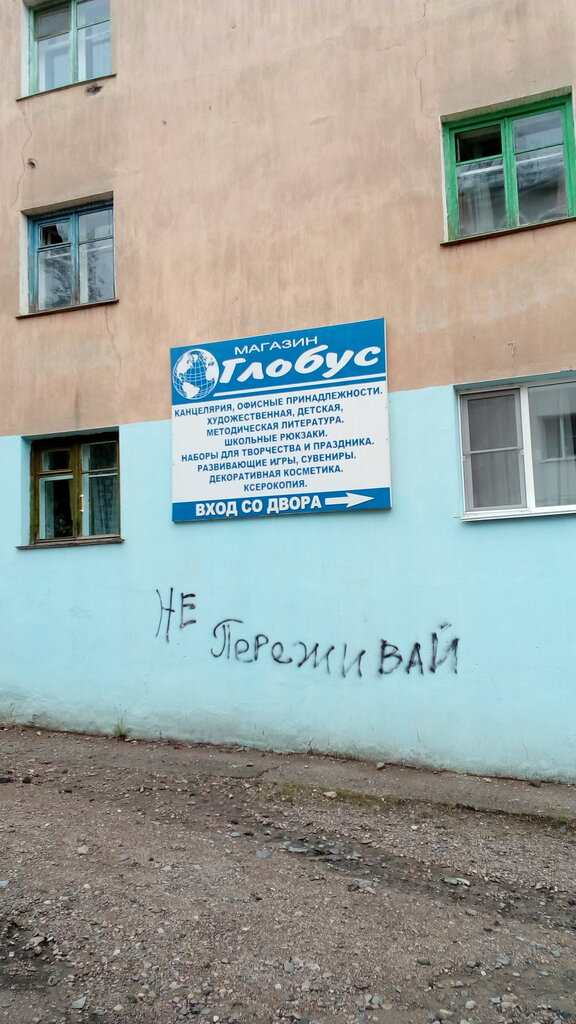 МАГАЗИН
Глобус
КАНЦЕЛЯРИЯ, ОФИСНЫЕ ПРИНАДЛЕЖНОСТИ.
ХУДОЖЕСТВЕННАЯ, ДЕТСКАЯ,
МЕТОДИЧЕСКАЯ ЛИТЕРАТУРА.
ШКОЛЬНЫЕ РЮКЗАКИ.
НАБОРЫ ДЛЯ ТВОРЧЕСТВА И ПРАЗДНИКА.
РАЗВИВАЮЩИЕ ИГРЫ, СУВЕНИРЫ.
ДЕКОРАТИВНАЯ КОСМЕТИКА.
КСЕРОКОПИЯ.
ВХОД СО ДВОРА
НЕ
ПЕРЕЖИВАЙ